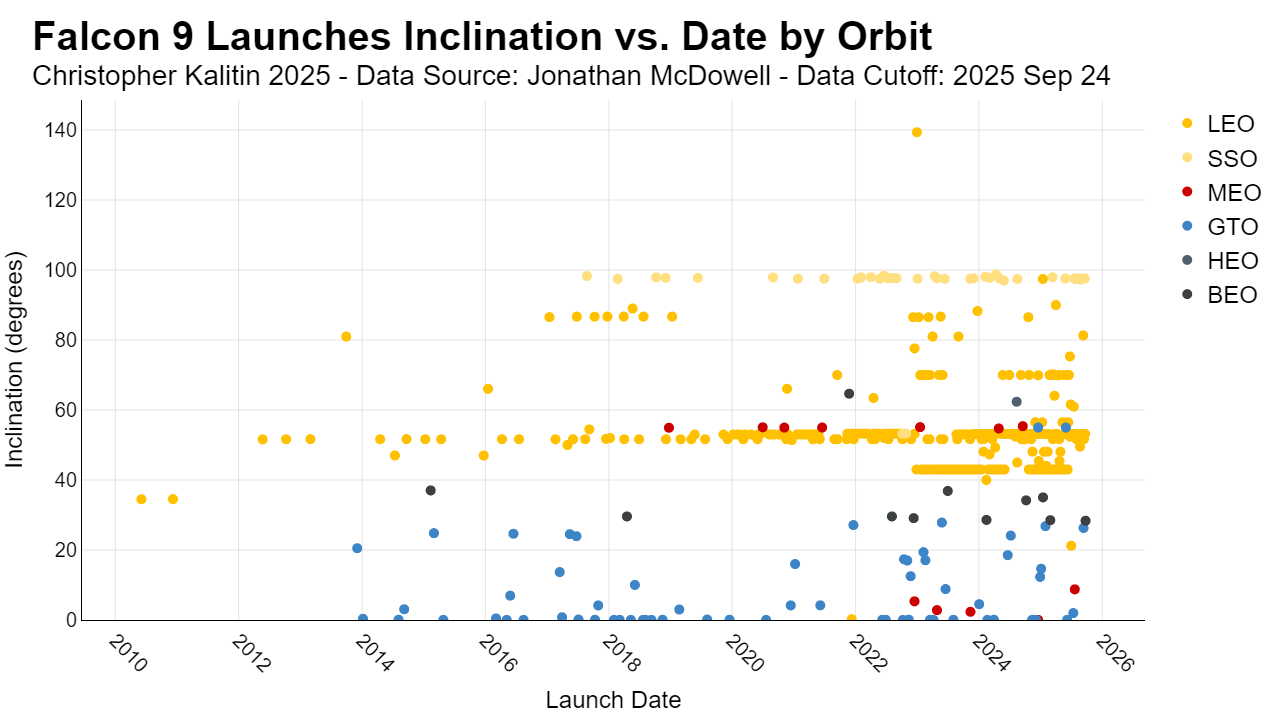 Falcon 9 Launches Inclination vs. Date by Orbit
Christopher Kalitin 2025 - Data Source: Jonathan McDowell - Data Cutoff: 2025 Sep 24
Inclination (degrees)
140
120
100
80
60
40
20
0
2010
2012
2014
2016
2018
2020
2022
2024
2026
Launch Date
LEO
SSO
MEO
GTO
HEO
BEO